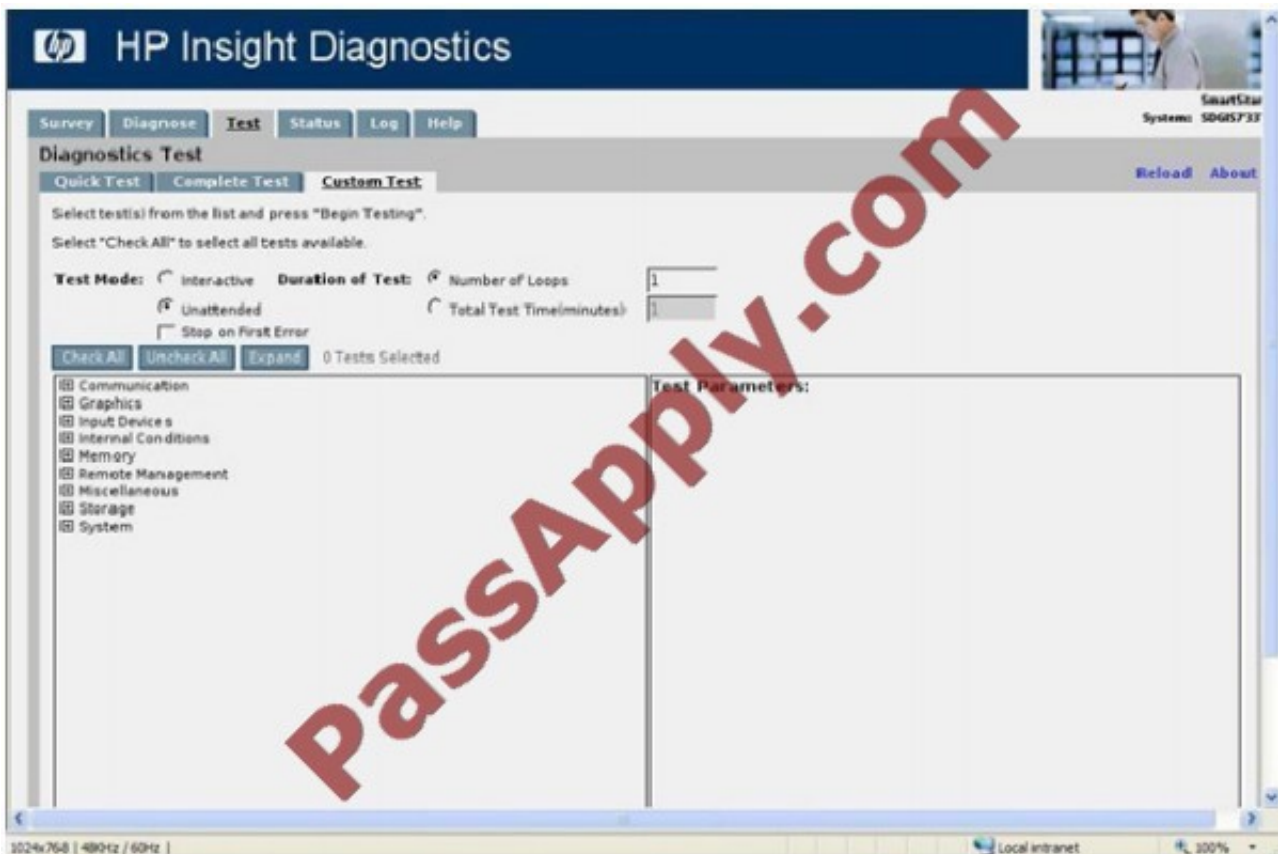 hp HP Insight Diagnostics
SmartStar
Survey Diagnose Test Status Log Help
System: SDGIS733
Diagnostics Test
Reload About
Quick Test Complete Test Custom Test
Select test(s) from the list and press "Begin Testing".
Select "Check All" to select all tests available.
Test Mode: Interactive Duration of Test: Number of Loops 1
Unattended Total Test Time(minutes) 1
Stop on First Error
Check All Uncheck All Expand 0 Tests Selected
Communication
Graphics
Input Devices
Internal Conditions
Memory
Remote Management
Miscellaneous
Storage
System
Test Parameters:
PassApply.com
1024x768 | 48KHz / 60Hz | Local intranet 100%